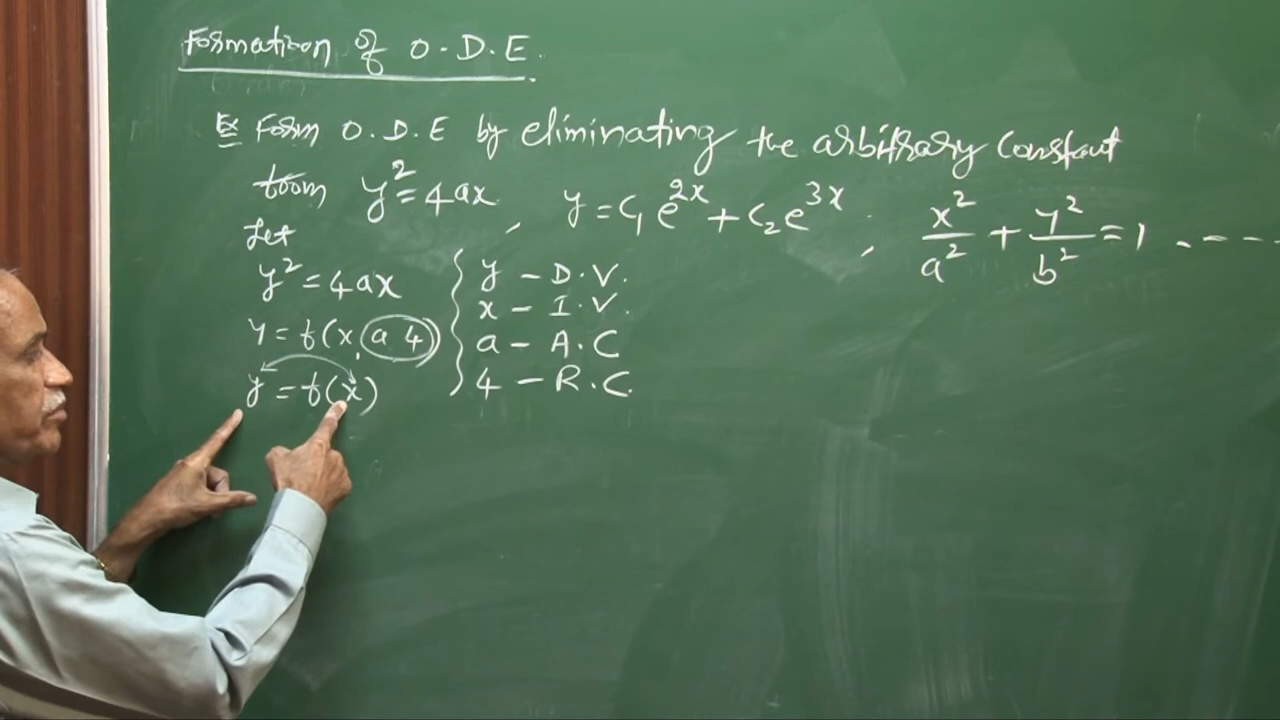 Formation of O.D.E.
Ex Form O.D.E by eliminating the arbitrary Constant
from y² = 4ax, y = C₁e^{2x} + C₂e^{3x}, x²/a² + y²/b² = 1 - - - -
Let
y² = 4ax
y = f(x, a 4)
y = f(x)
y - D.V.
x - I.V.
a - A.C
4 - R.C.